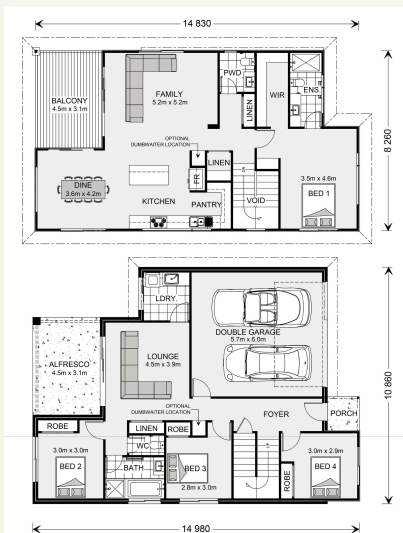 14 830
BALCONY
4.5m x 3.1m
FAMILY
5.2m x 5.2m
PWD
LINEN
WIR
ENS
8 260
OPTIONAL
DUMBWAITER LOCATION
LINEN
DINE
3.6m x 4.2m
FR
KITCHEN
PANTRY
VOID
3.5m x 4.6m
BED 1
LDRY.
DOUBLE GARAGE
5.7m x 6.0m
ALFRESCO
4.5m x 3.1m
LOUNGE
4.5m x 3.9m
10 860
OPTIONAL
DUMBWAITER LOCATION
FOYER
PORCH
ROBE
LINEN
ROBE
WC
3.0m x 3.0m
BED 2
BATH
BED 3
2.8m x 3.0m
3.0m x 2.9m
BED 4
ROBE
14 980